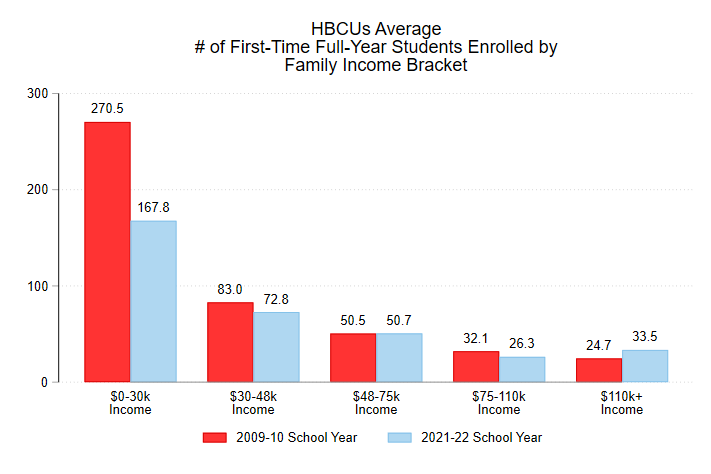 HBCUs Average
# of First-Time Full-Year Students Enrolled by
Family Income Bracket
300
200
100
0
270.5
167.8
83.0
72.8
50.5
50.7
32.1
26.3
24.7
33.5
$0-30k
Income
$30-48k
Income
$48-75k
Income
$75-110k
Income
$110k+
Income
2009-10 School Year
2021-22 School Year